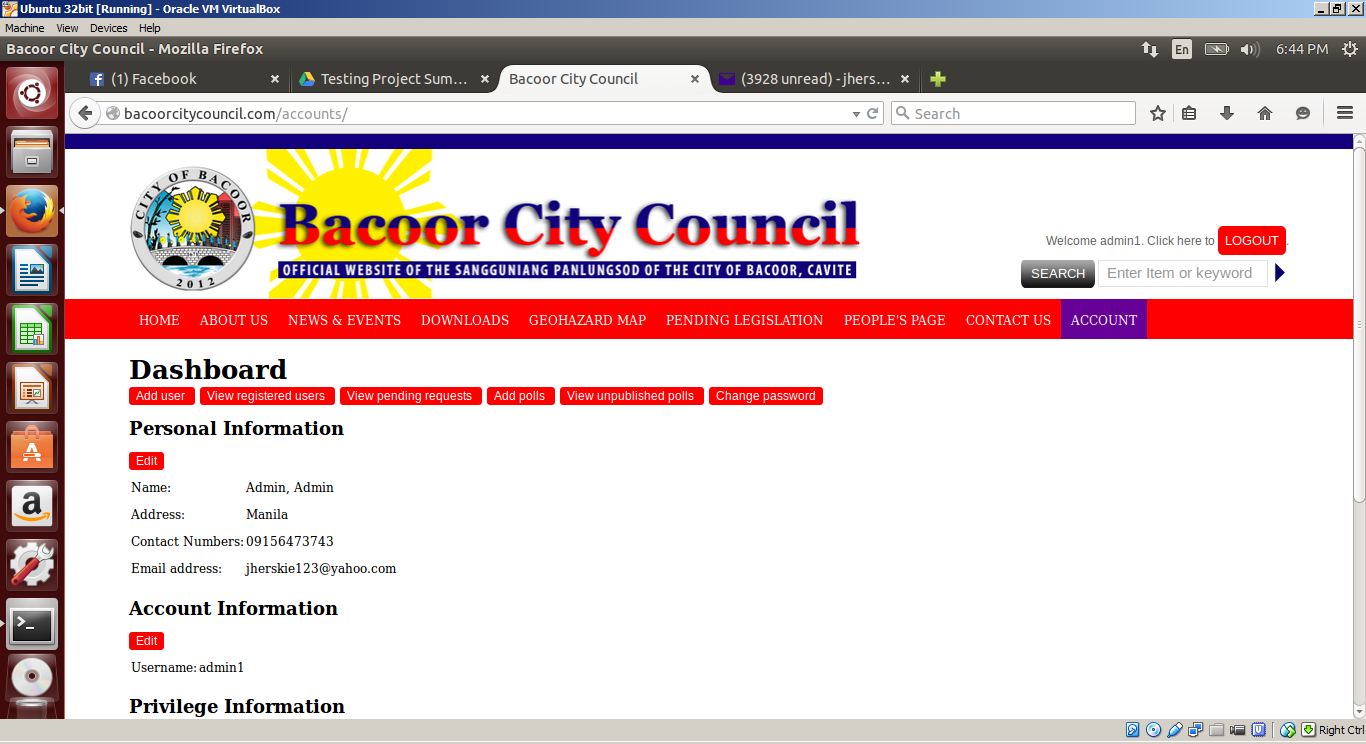 Ubuntu 32bit [Running] - Oracle VM VirtualBox
Machine View Devices Help
Bacoor City Council - Mozilla Firefox
En
6:44 PM
(1) Facebook
Testing Project Sum...
Bacoor City Council
(3928 unread) - jhers...
bacoorcitycouncil.com/accounts/
Search
CITY OF BACOOR
2012
Bacoor City Council
OFFICIAL WEBSITE OF THE SANGGUNIANG PANLUNGSOD OF THE CITY OF BACOOR, CAVITE
Welcome admin1. Click here to LOGOUT.
SEARCH Enter Item or keyword
HOME ABOUT US NEWS & EVENTS DOWNLOADS GEOHAZARD MAP PENDING LEGISLATION PEOPLE'S PAGE CONTACT US ACCOUNT
Dashboard
Add user View registered users View pending requests Add polls View unpublished polls Change password
Personal Information
Edit
Name: Admin, Admin
Address: Manila
Contact Numbers: 09156473743
Email address: jherskie123@yahoo.com
Account Information
Edit
Username: admin1
Privilege Information
Right Ctrl